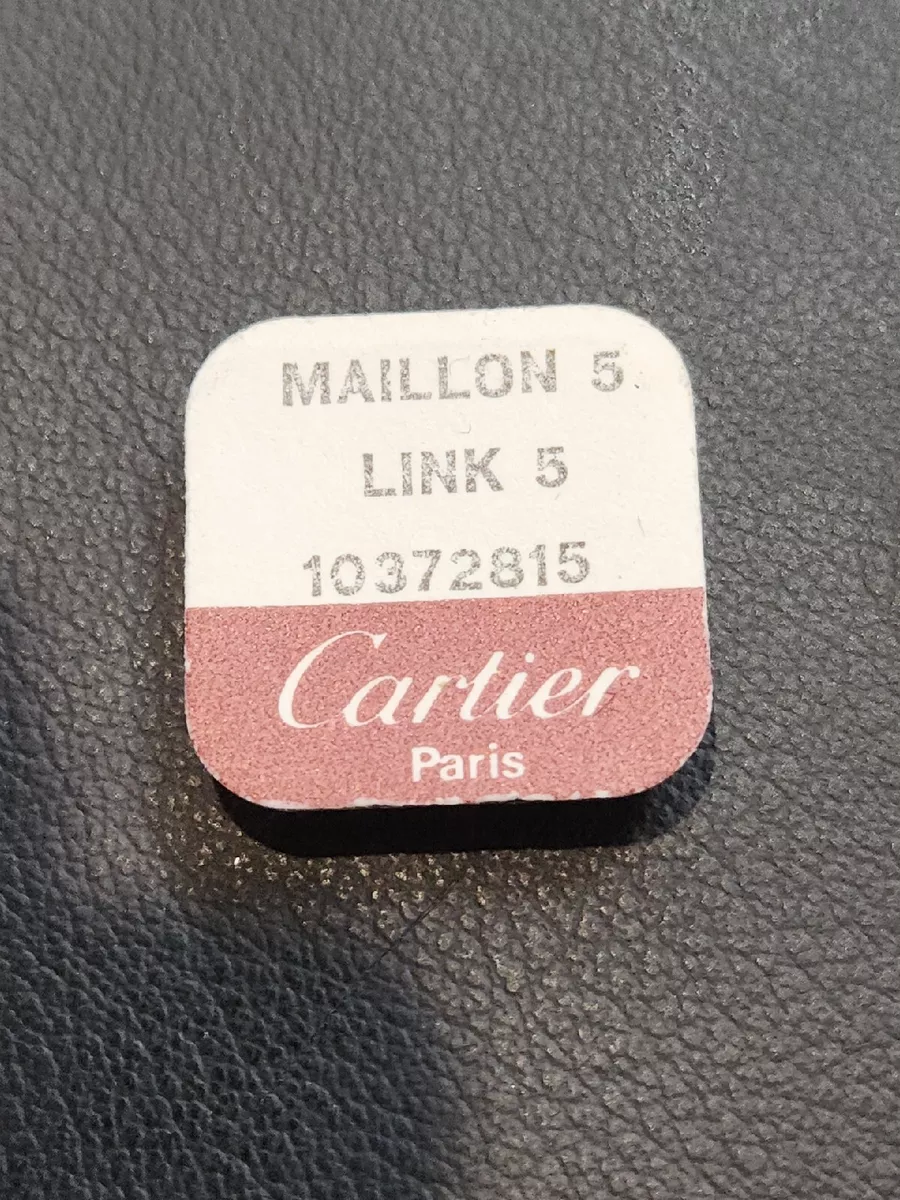 MAILLON 5
LINK 5
10372815
Cartier
Paris